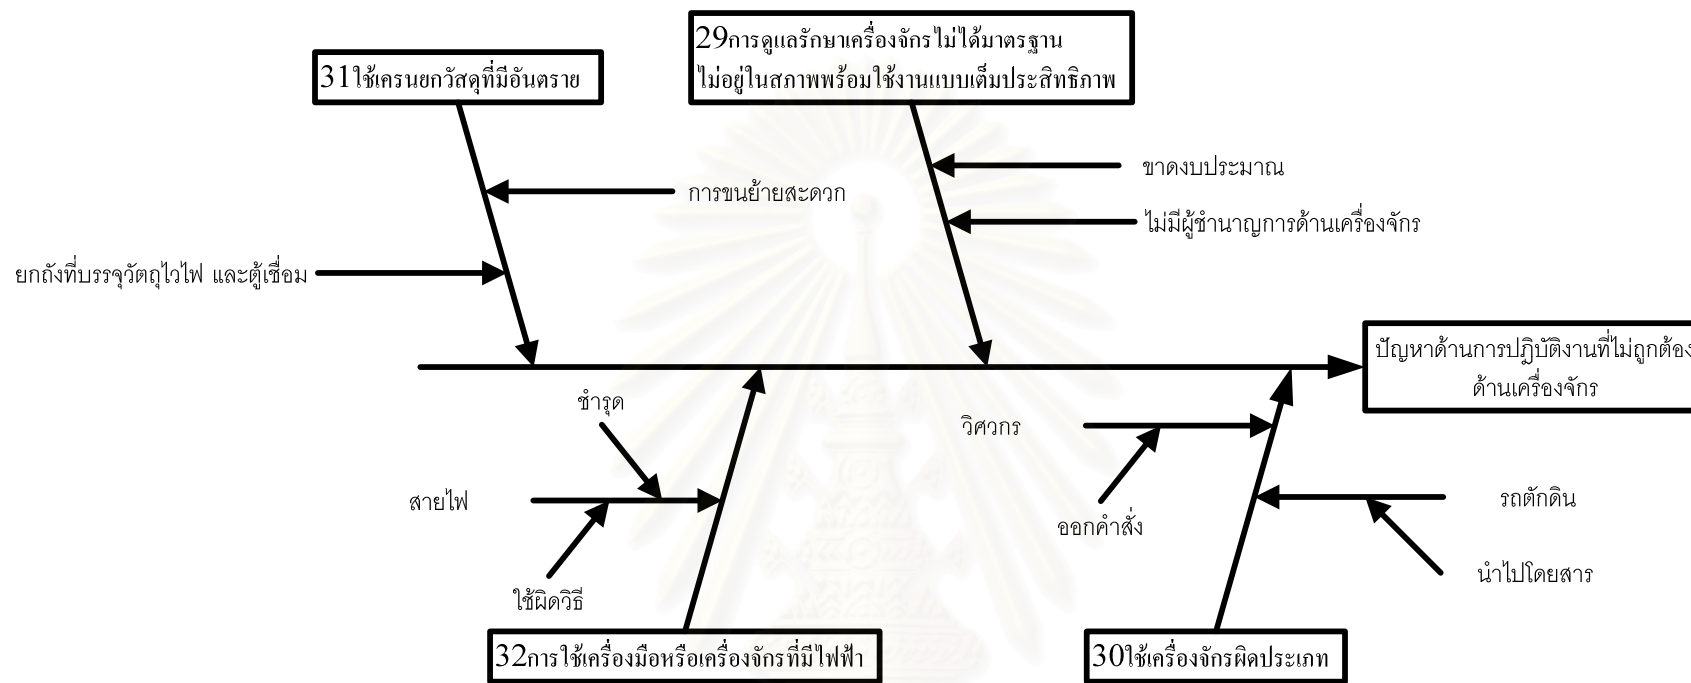 29การดูแลรักษาเครื่องจักรไม่ได้มาตรฐาน
ไม่อยู่ในสภาพพร้อมใช้งานแบบเต็มประสิทธิภาพ
31ใช้เครนยกวัสดุที่มีอันตราย
ขาดงบประมาณ
การขนย้ายสะดวก
ไม่มีผู้ชำนาญการด้านเครื่องจักร
ยกถังที่บรรจุวัตถุไวไฟ และตู้เชื่อม
ปัญหาด้านการปฎิบัติงานที่ไม่ถูกต้อง
ด้านเครื่องจักร
ชำรุด
วิศวกร
สายไฟ
รถตักดิน
ออกคำสั่ง
นำไปโดยสาร
ใช้ผิดวิธี
32การใช้เครื่องมือหรือเครื่องจักรที่มีไฟฟ้า
30ใช้เครื่องจักรผิดประเภท